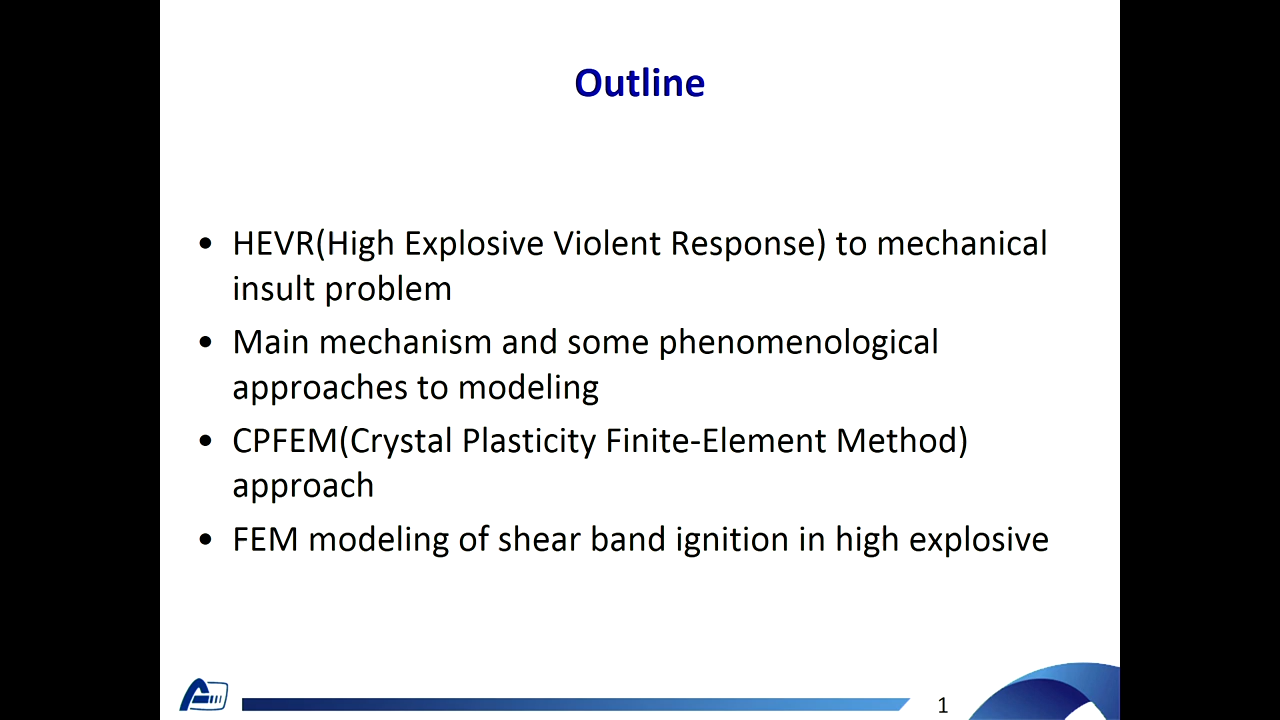 Outline
• HEVR(High Explosive Violent Response) to mechanical
insult problem
• Main mechanism and some phenomenological
approaches to modeling
• CPFEM(Crystal Plasticity Finite-Element Method)
approach
• FEM modeling of shear band ignition in high explosive
1